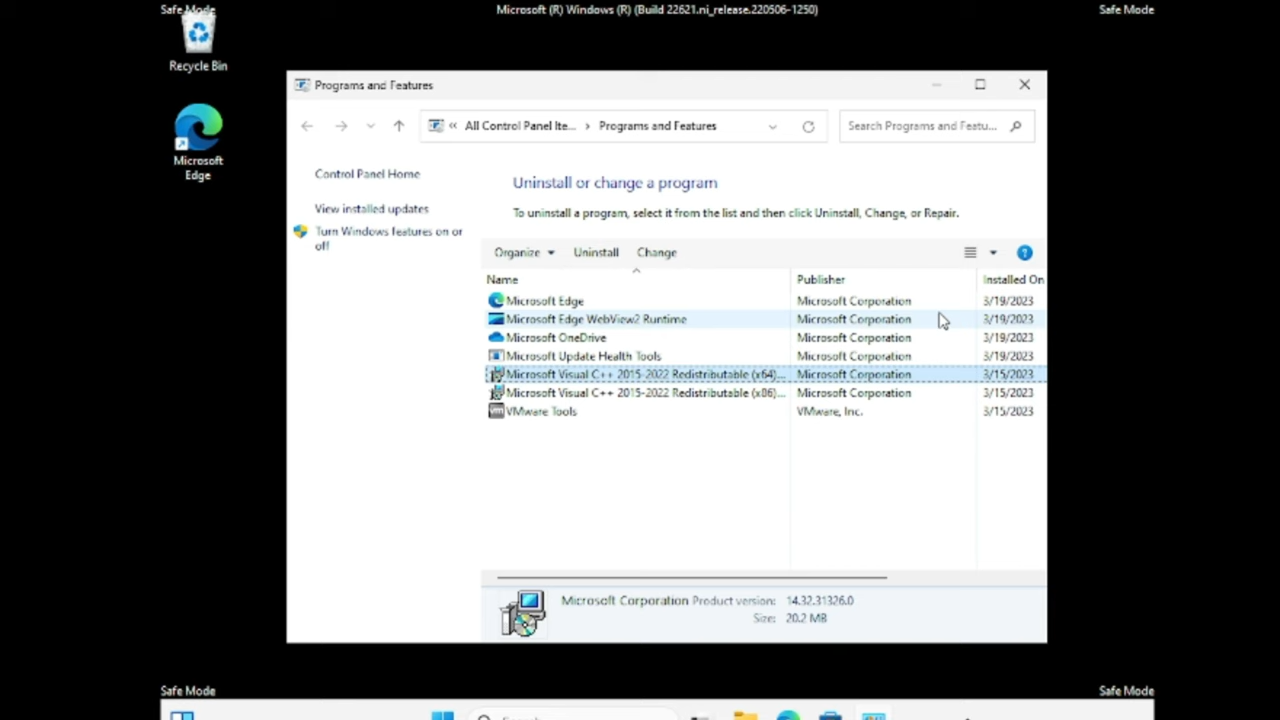 Safe Mode
Microsoft (R) Windows (R) (Build 22621.ni_release.220506-1250)
Safe Mode
Recycle Bin
Microsoft
Edge
Programs and Features
« All Control Panel Ite... › Programs and Features
Search Programs and Featu...
Control Panel Home
View installed updates
Turn Windows features on or
off
Uninstall or change a program
To uninstall a program, select it from the list and then click Uninstall, Change, or Repair.
Organize Uninstall Change
Name Publisher Installed On
Microsoft Edge Microsoft Corporation 3/19/2023
Microsoft Edge WebView2 Runtime Microsoft Corporation 3/19/2023
Microsoft OneDrive Microsoft Corporation 3/19/2023
Microsoft Update Health Tools Microsoft Corporation 3/19/2023
Microsoft Visual C++ 2015-2022 Redistributable (x64)... Microsoft Corporation 3/15/2023
Microsoft Visual C++ 2015-2022 Redistributable (x86)... Microsoft Corporation 3/15/2023
VMware Tools VMware, Inc. 3/15/2023
Microsoft Corporation Product version: 14.32.31326.0
Size: 20.2 MB
Safe Mode
Safe Mode